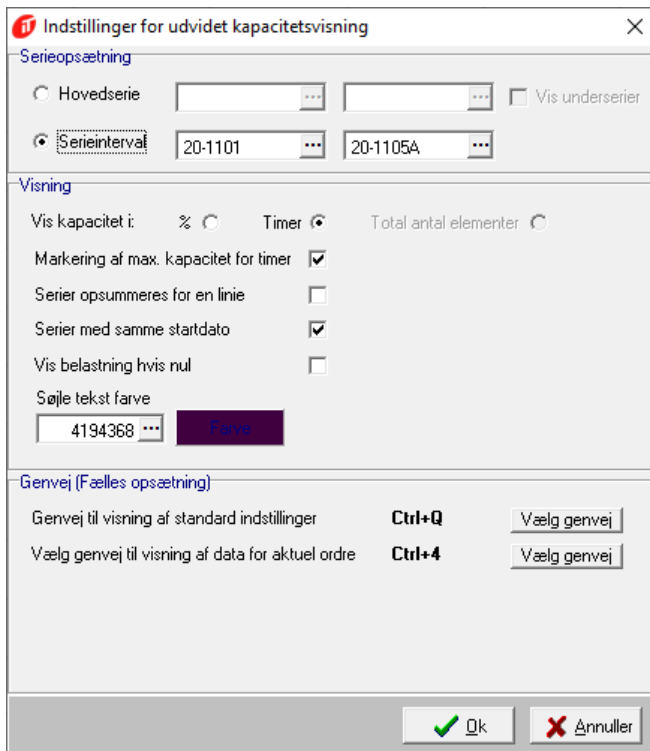 Indstillinger for udvidet kapacitetsvisning
Serieopsætning
Hovedserie ... ... Vis underserier
Serieinterval 20-1101 ... 20-1105A ...
Visning
Vis kapacitet i: % Timer Total antal elementer
Markering af max. kapacitet for timer
Serier opsummeres for en linie
Serier med samme startdato
Vis belastning hvis nul
Søjle tekst farve
4194368 ... Farve
Genvej (Fælles opsætning)
Genvej til visning af standard indstillinger Ctrl+Q Vælg genvej
Vælg genvej til visning af data for aktuel ordre Ctrl+4 Vælg genvej
Ok Annuller